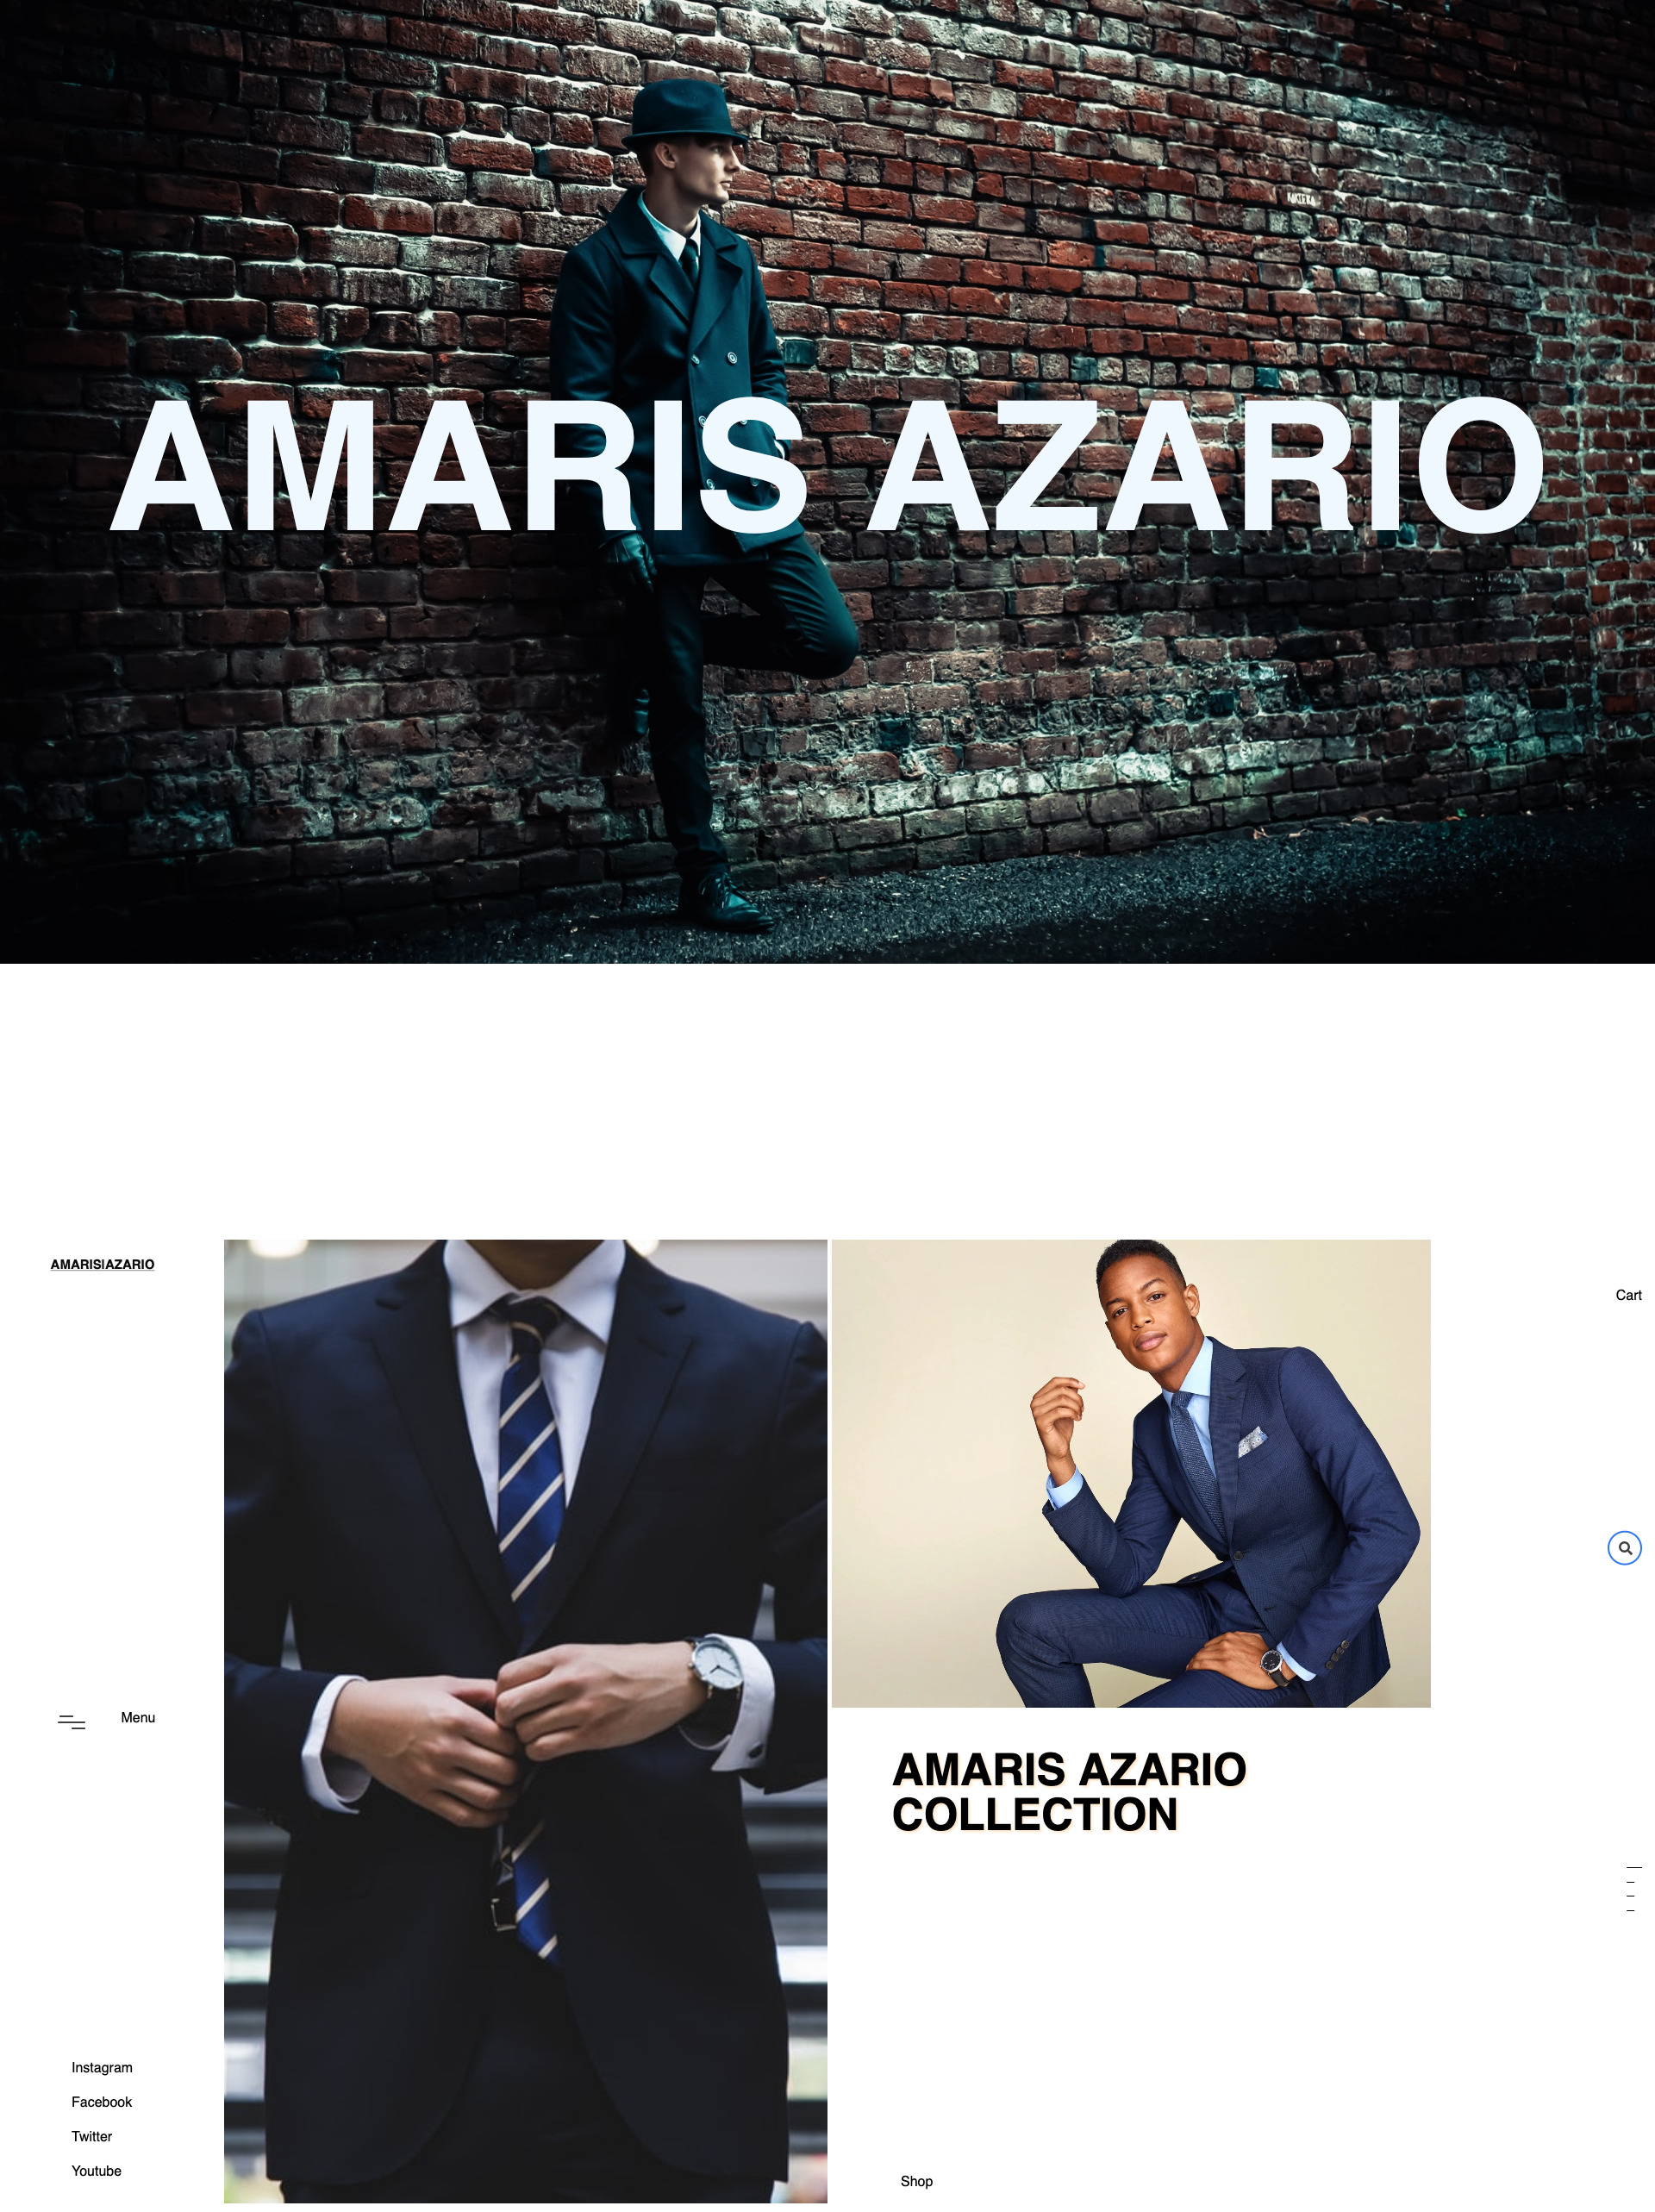 AMARIS AZARIO
AMARIS|AZARIO
Cart
Menu
AMARIS AZARIO
COLLECTION
Instagram
Facebook
Twitter
Youtube
Shop